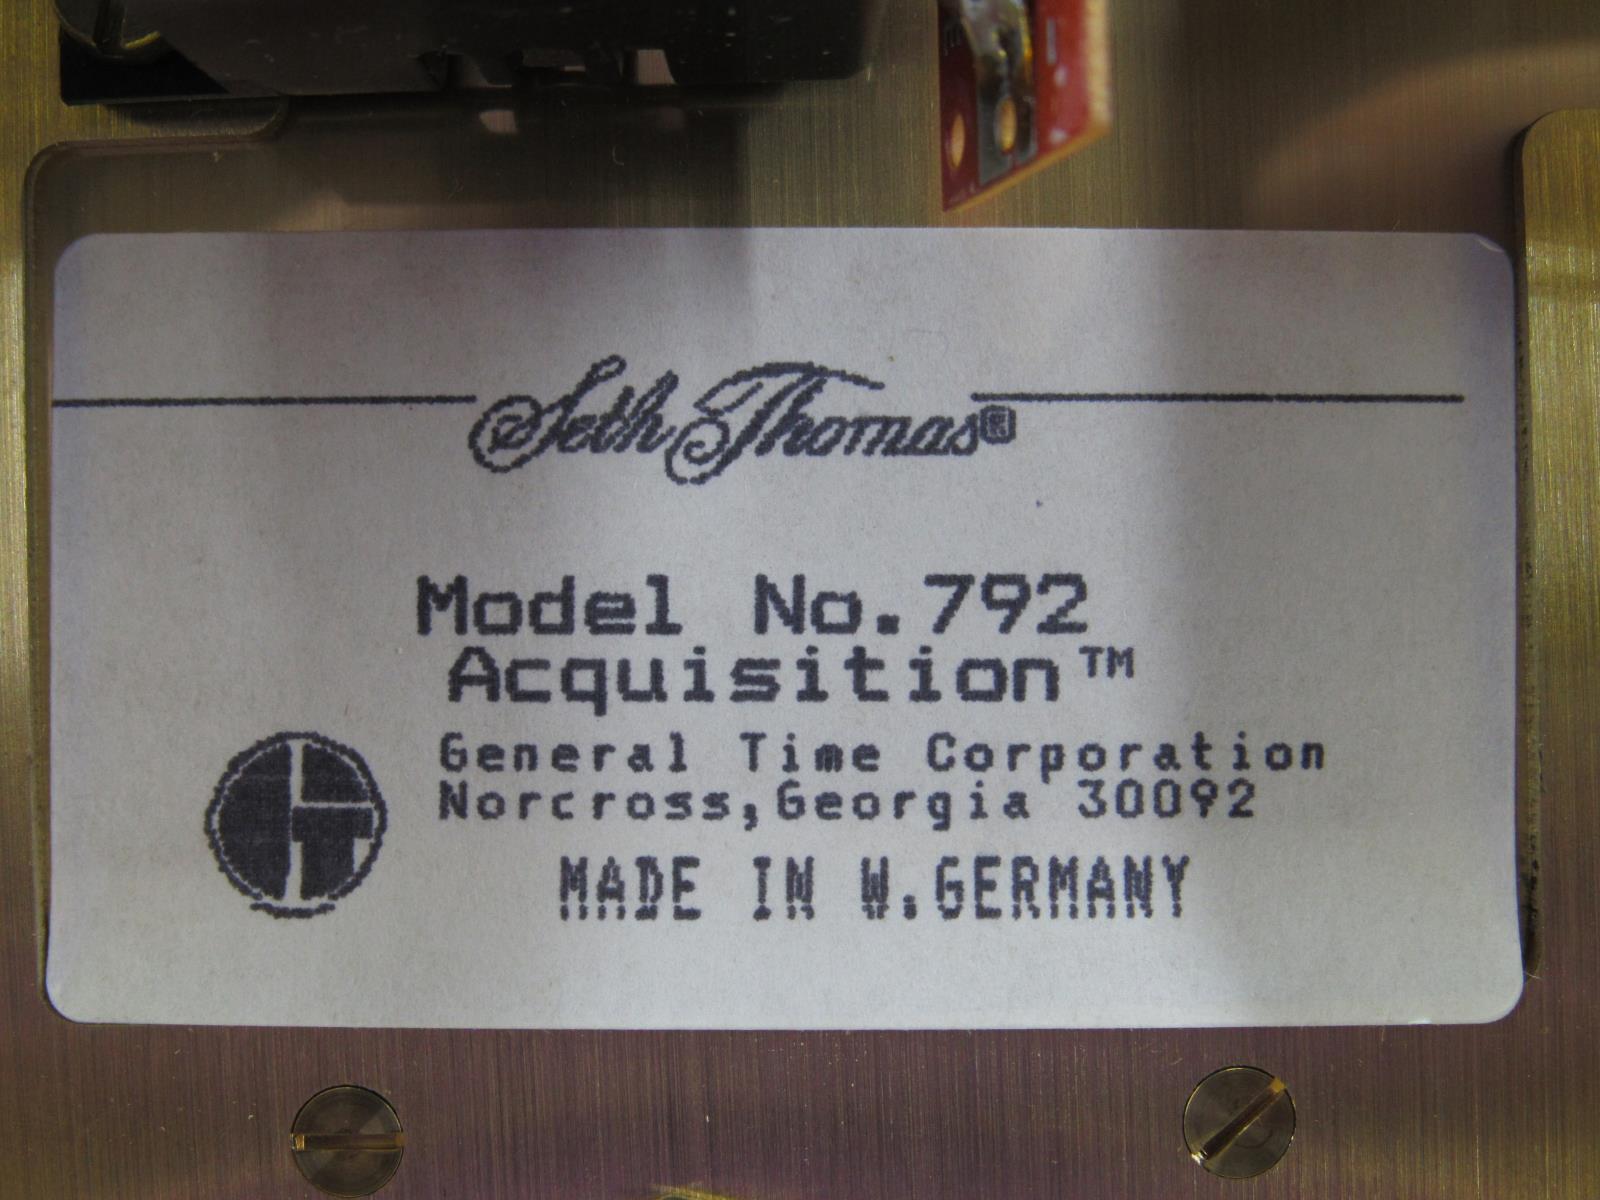 Seth Thomas®
Model No.792
Acquisition™
General Time Corporation
Norcross,Georgia 30092
MADE IN W.GERMANY